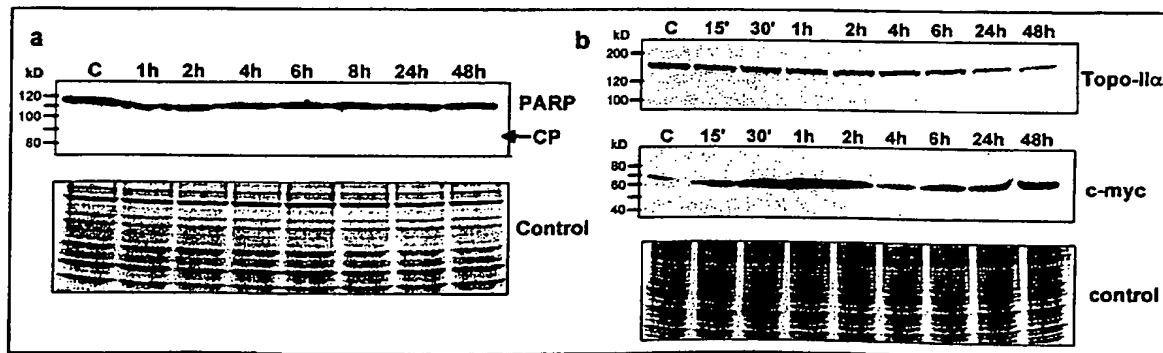 a
kD C 1h 2h 4h 6h 8h 24h 48h
120
100
80
PARP
CP
Control
b
kD C 15' 30' 1h 2h 4h 6h 24h 48h
200
120
100
Topo-IIα
kD C 15' 30' 1h 2h 4h 6h 24h 48h
80
60
40
c-myc
control